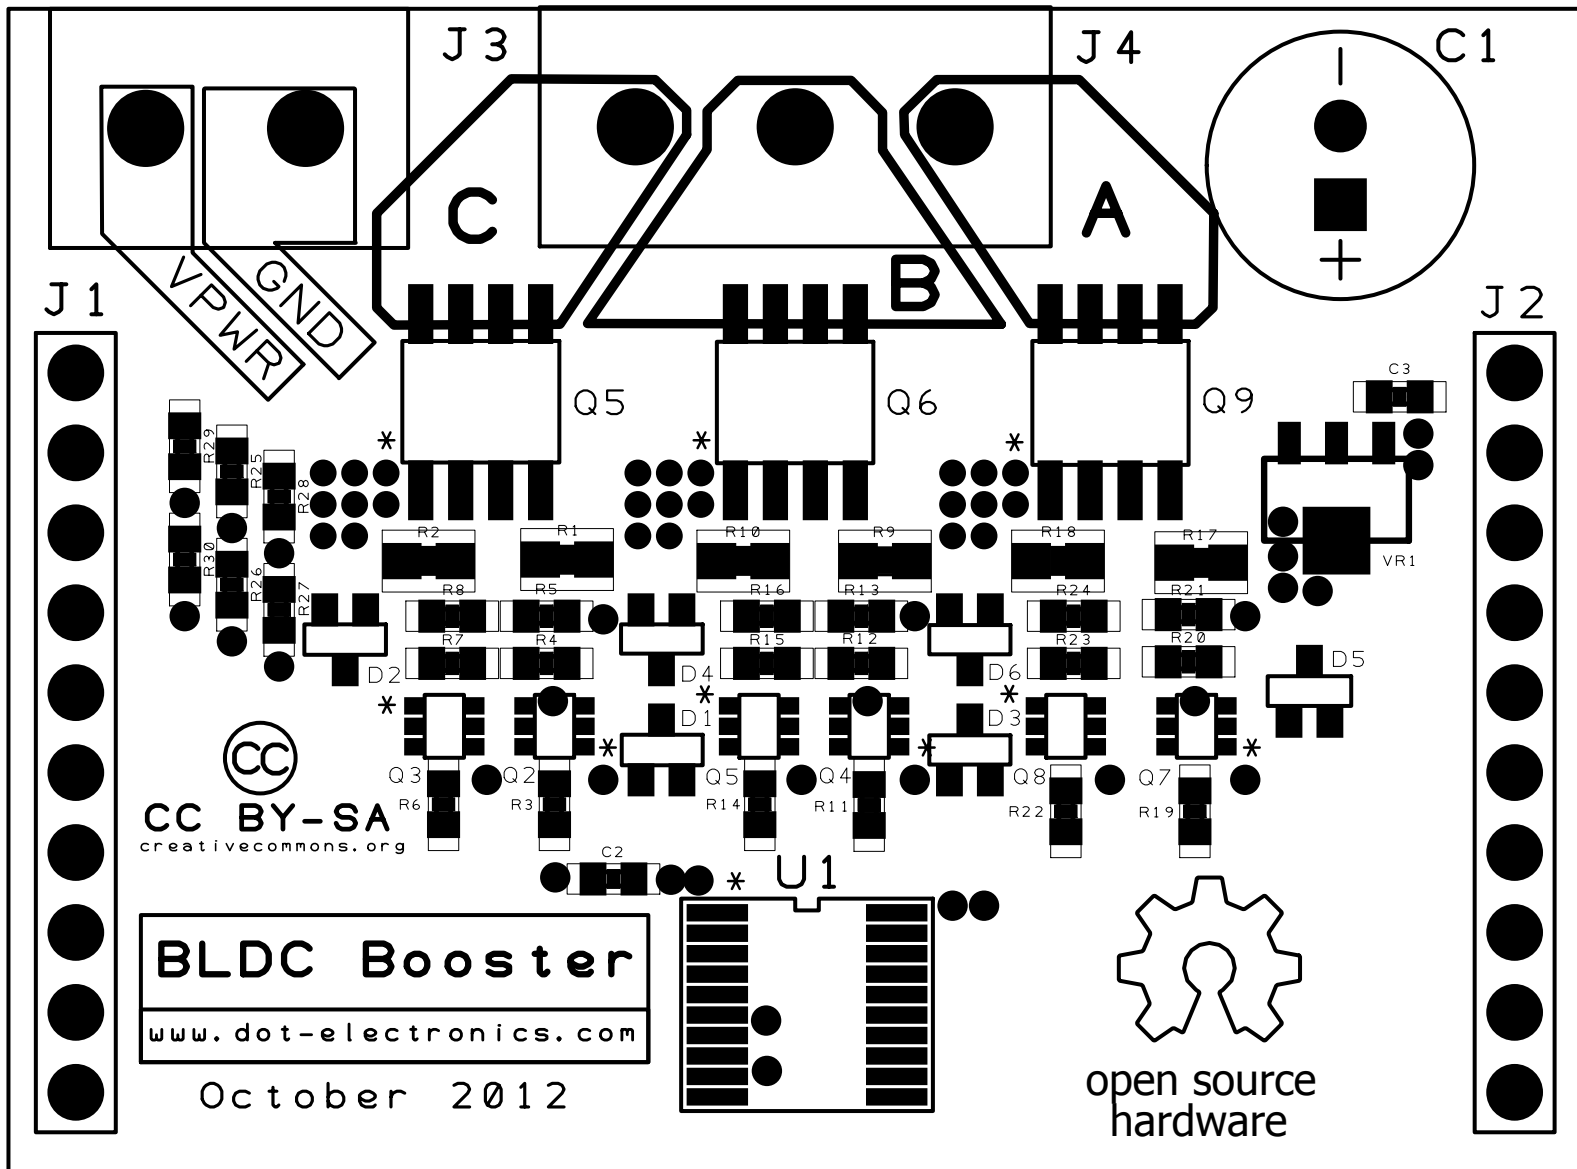 J3
J4
C1
C
A
B
VPWR
GND
J1
J2
Q5
Q6
Q9
C3
R29
R25
R28
R30
R26
R27
R2
R1
R10
R9
R18
R17
VR1
R8
R5
R16
R13
R24
R21
R7
R4
R15
R12
R23
R20
D2
D4
D6
D5
D1
D3
Q3
Q2
Q5
Q4
Q8
Q7
R6
R3
R14
R11
R22
R19
CC
CC BY-SA
creativecommons.org
C2
U1
BLDC Booster
www.dot-electronics.com
October 2012
open source
hardware